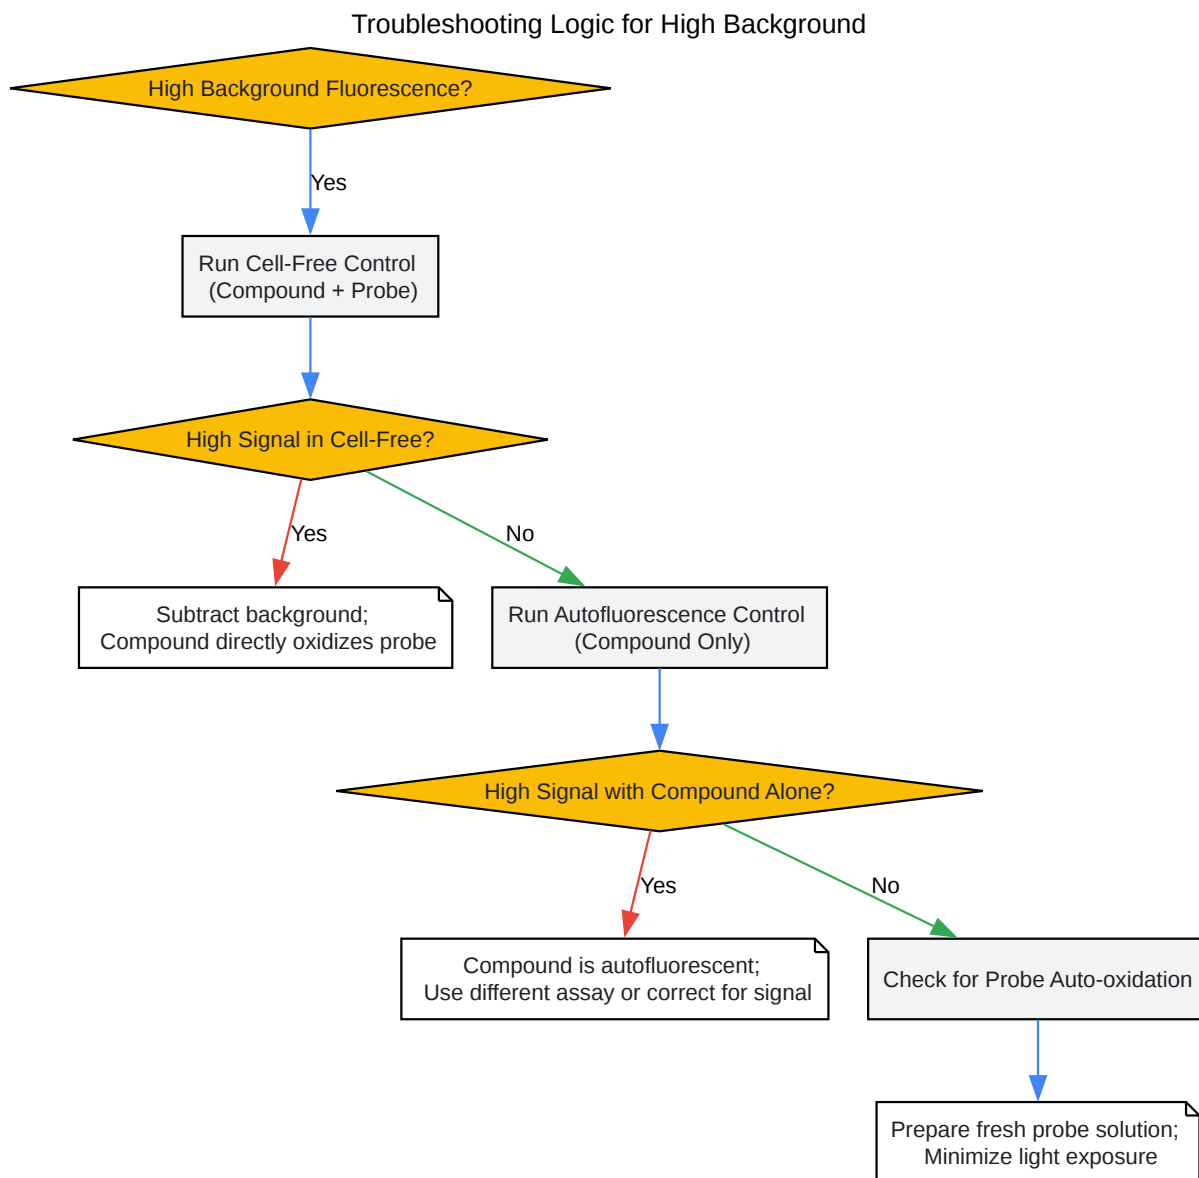 Troubleshooting Logic for High Background
High Background Fluorescence?
Yes
Run Cell-Free Control
(Compound + Probe)
High Signal in Cell-Free?
Yes
No
Subtract background;
Compound directly oxidizes probe
Run Autofluorescence Control
(Compound Only)
High Signal with Compound Alone?
Yes
No
Compound is autofluorescent;
Use different assay or correct for signal
Check for Probe Auto-oxidation
Prepare fresh probe solution;
Minimize light exposure